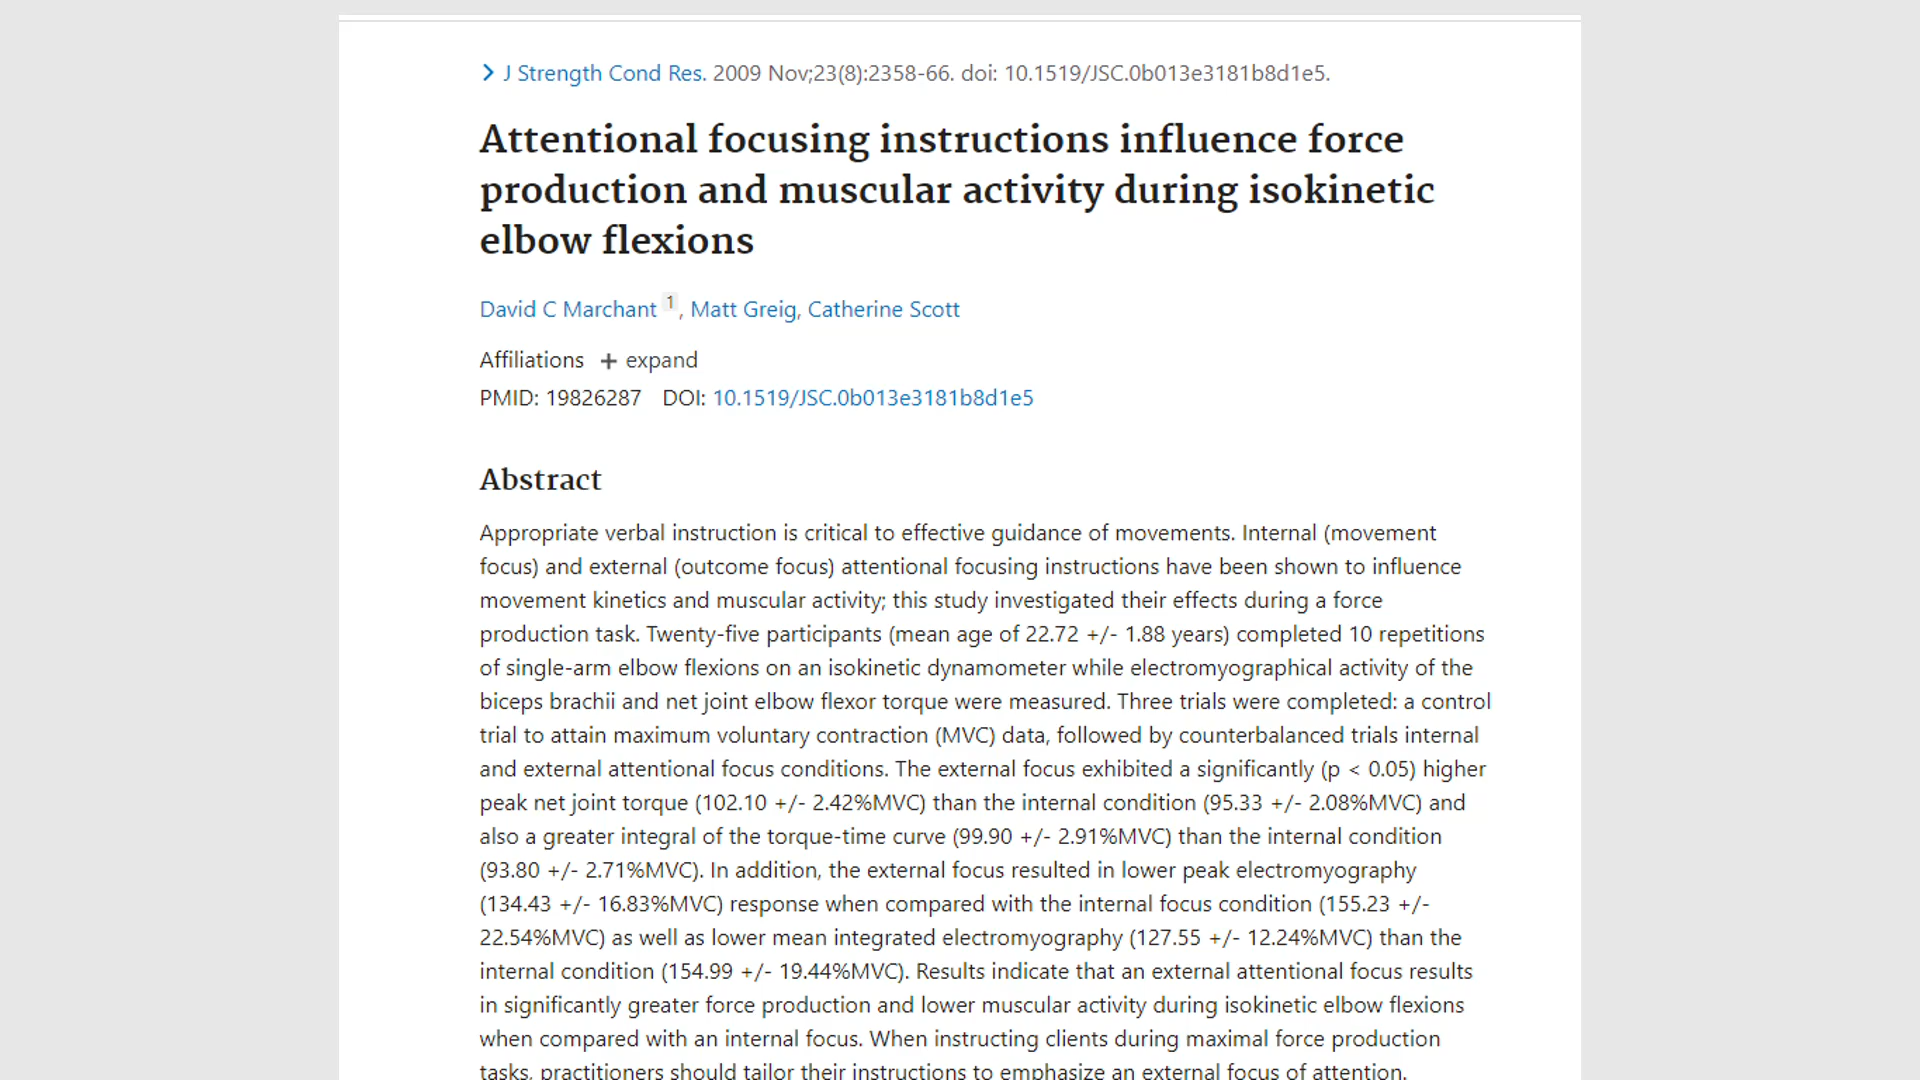 J Strength Cond Res. 2009 Nov;23(8):2358-66. doi: 10.1519/JSC.0b013e3181b8d1e5.
Attentional focusing instructions influence force
production and muscular activity during isokinetic
elbow flexions
David C Marchant 1, Matt Greig, Catherine Scott
Affiliations + expand
PMID: 19826287 DOI: 10.1519/JSC.0b013e3181b8d1e5
Abstract
Appropriate verbal instruction is critical to effective guidance of movements. Internal (movement
focus) and external (outcome focus) attentional focusing instructions have been shown to influence
movement kinetics and muscular activity; this study investigated their effects during a force
production task. Twenty-five participants (mean age of 22.72 +/- 1.88 years) completed 10 repetitions
of single-arm elbow flexions on an isokinetic dynamometer while electromyographical activity of the
biceps brachii and net joint elbow flexor torque were measured. Three trials were completed: a control
trial to attain maximum voluntary contraction (MVC) data, followed by counterbalanced trials internal
and external attentional focus conditions. The external focus exhibited a significantly (p < 0.05) higher
peak net joint torque (102.10 +/- 2.42%MVC) than the internal condition (95.33 +/- 2.08%MVC) and
also a greater integral of the torque-time curve (99.90 +/- 2.91%MVC) than the internal condition
(93.80 +/- 2.71%MVC). In addition, the external focus resulted in lower peak electromyography
(134.43 +/- 16.83%MVC) response when compared with the internal focus condition (155.23 +/-
22.54%MVC) as well as lower mean integrated electromyography (127.55 +/- 12.24%MVC) than the
internal condition (154.99 +/- 19.44%MVC). Results indicate that an external attentional focus results
in significantly greater force production and lower muscular activity during isokinetic elbow flexions
when compared with an internal focus. When instructing clients during maximal force production
tasks, practitioners should tailor their instructions to emphasize an external focus of attention.